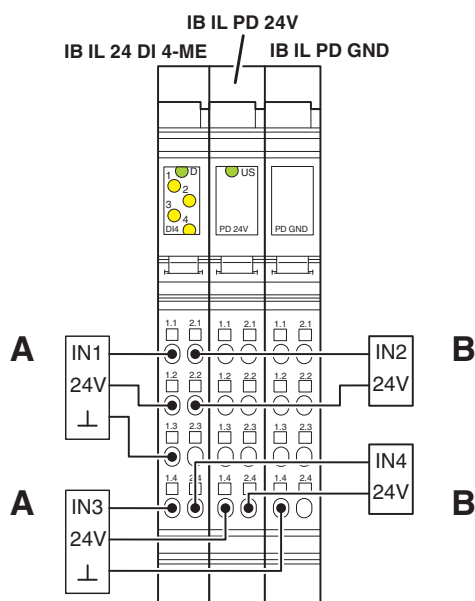 IB IL PD 24V
IB IL 24 DI 4-ME
IB IL PD GND
D
US
1
2
3
4
DI4
PD 24V
PD GND
1.1 2.1 1.1 2.1 1.1 2.1
A
IN1
24V
⊥
IN2
24V
B
1.2 2.2 1.2 2.2 1.2 2.2
1.3 2.3 1.3 2.3 1.3 2.3
1.4 2.4 1.4 2.4 1.4 2.4
A
IN3
24V
⊥
IN4
24V
B